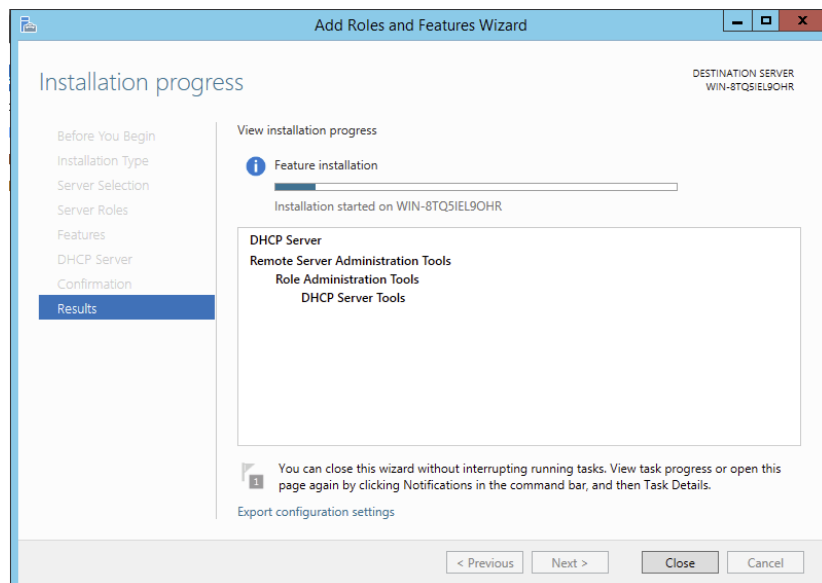 Add Roles and Features Wizard
x
Installation progress
DESTINATION SERVER
WIN-8TQ5IEL9OHR
Before You Begin
Installation Type
Server Selection
Server Roles
Features
DHCP Server
Confirmation
Results
View installation progress
Feature installation
Installation started on WIN-8TQ5IEL9OHR
DHCP Server
Remote Server Administration Tools
Role Administration Tools
DHCP Server Tools
1
You can close this wizard without interrupting running tasks. View task progress or open this
page again by clicking Notifications in the command bar, and then Task Details.
Export configuration settings
< Previous
Next >
Close
Cancel